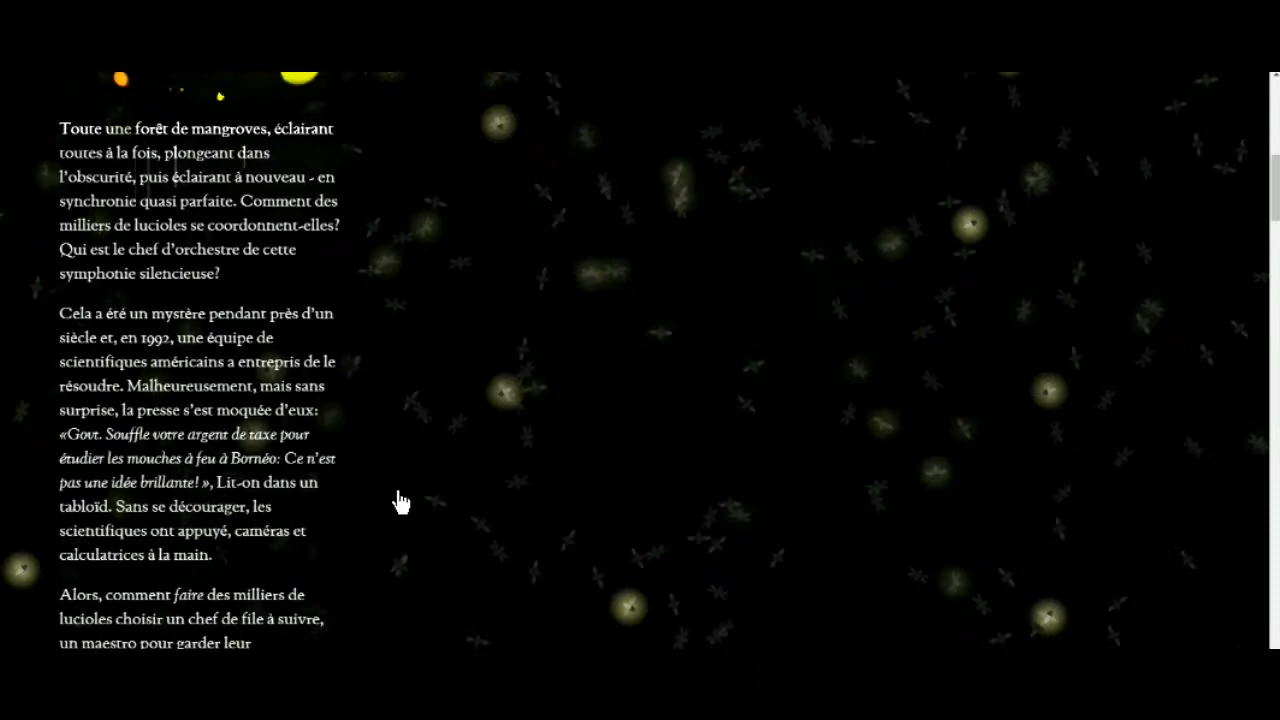 Toute une forêt de mangroves, éclairant
toutes à la fois, plongeant dans
l'obscurité, puis éclairant à nouveau - en
synchronie quasi parfaite. Comment des
milliers de lucioles se coordonnent-elles?
Qui est le chef d'orchestre de cette
symphonie silencieuse?
Cela a été un mystère pendant près d'un
siècle et, en 1992, une équipe de
scientifiques américains a entrepris de le
résoudre. Malheureusement, mais sans
surprise, la presse s'est moquée d'eux:
«Govt. Souffle votre argent de taxe pour
étudier les mouches à feu à Bornéo: Ce n'est
pas une idée brillante! », Lit-on dans un
tabloïd. Sans se décourager, les
scientifiques ont appuyé, caméras et
calculatrices à la main.
Alors, comment faire des milliers de
lucioles choisir un chef de file à suivre,
un maestro pour garder leur